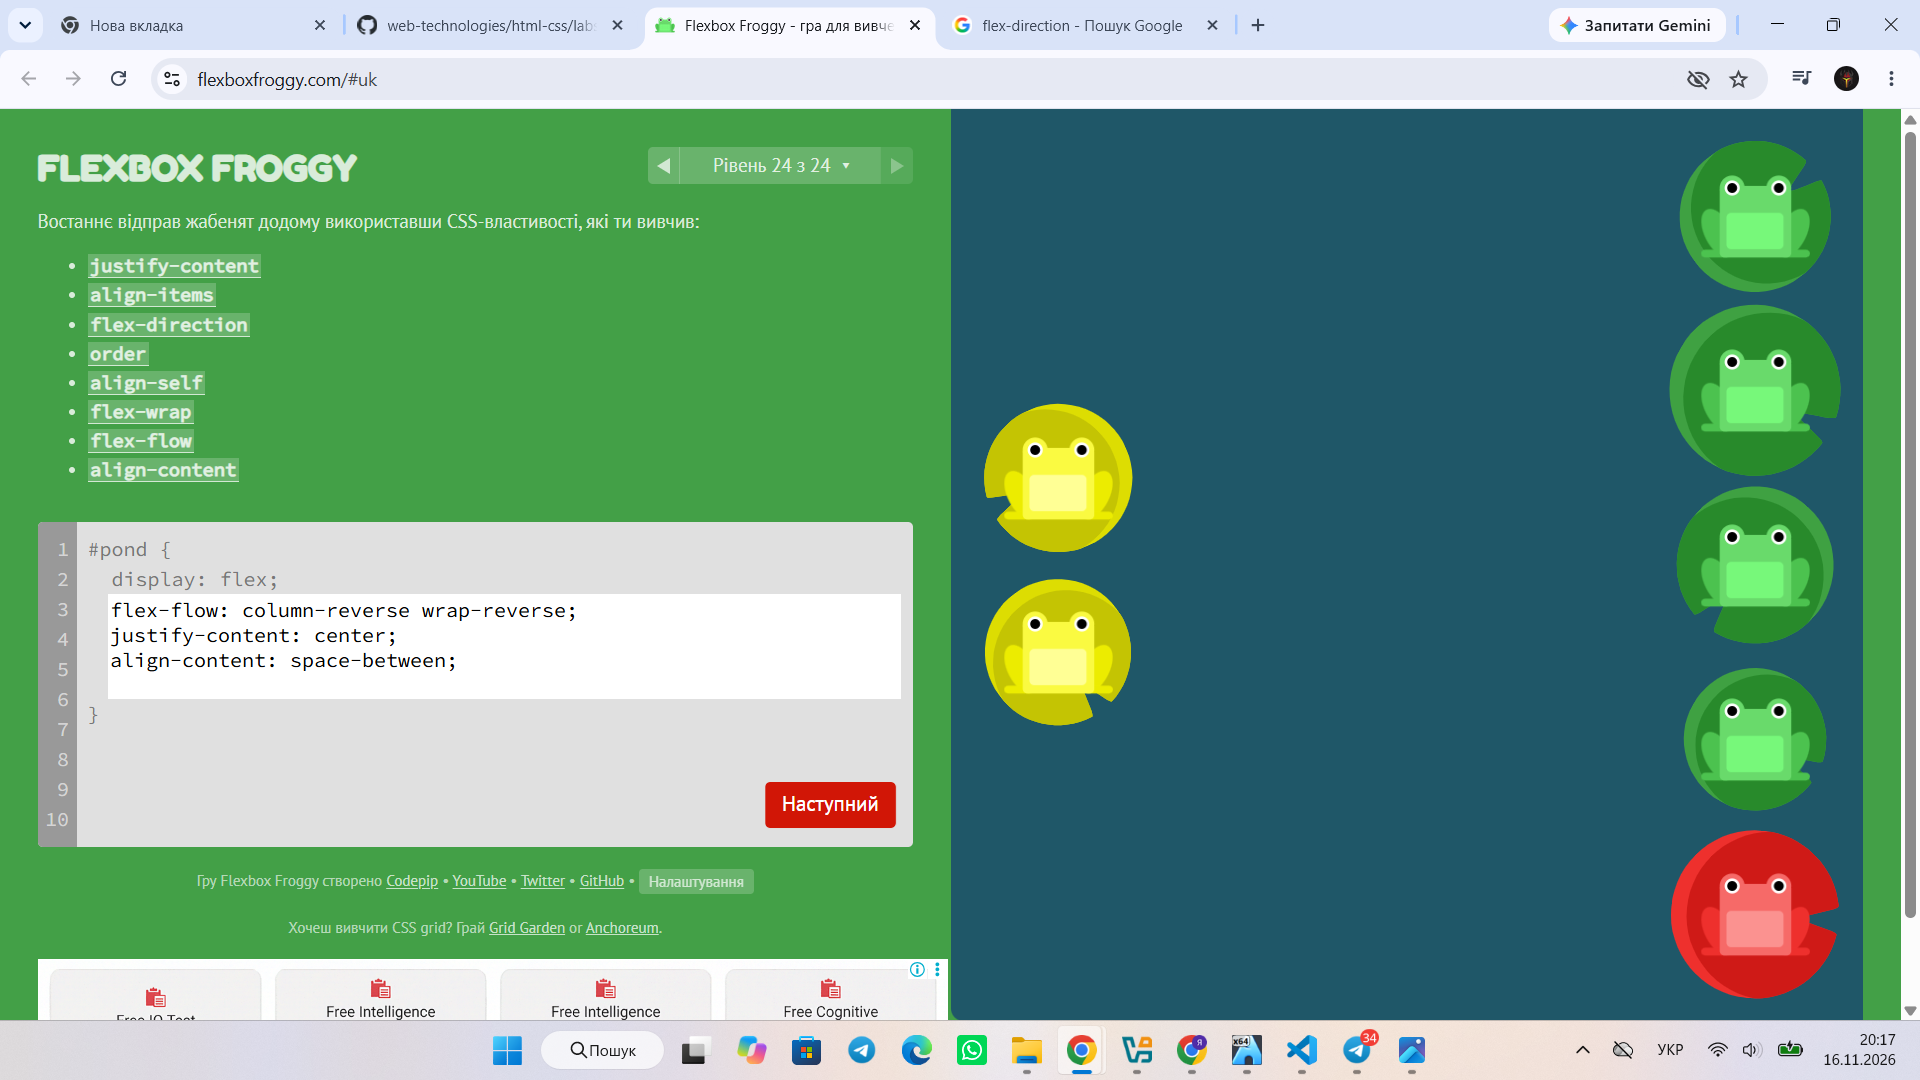 Нова вкладка
web-technologies/html-css/lab
Flexbox Froggy - гра для вивче
flex-direction - Пошук Google
Запитати Gemini
flexboxfroggy.com/#uk
FLEXBOX FROGGY
Рівень 24 з 24
Востаннє відправ жабенят додому використавши CSS-властивості, які ти вивчив:
justify-content
align-items
flex-direction
order
align-self
flex-wrap
flex-flow
align-content
1 #pond {
2 display: flex;
3 flex-flow: column-reverse wrap-reverse;
4 justify-content: center;
5 align-content: space-between;
6
7 }
8
9
10
Наступний
Гру Flexbox Froggy створено Codepip • YouTube • Twitter • GitHub • Налаштування
Хочеш вивчити CSS grid? Грай Grid Garden or Anchoreum.
Free IQ Test
Free Intelligence
Free Intelligence
Free Cognitive
Пошук
x64
Я
34
УКР
20:17
16.11.2026